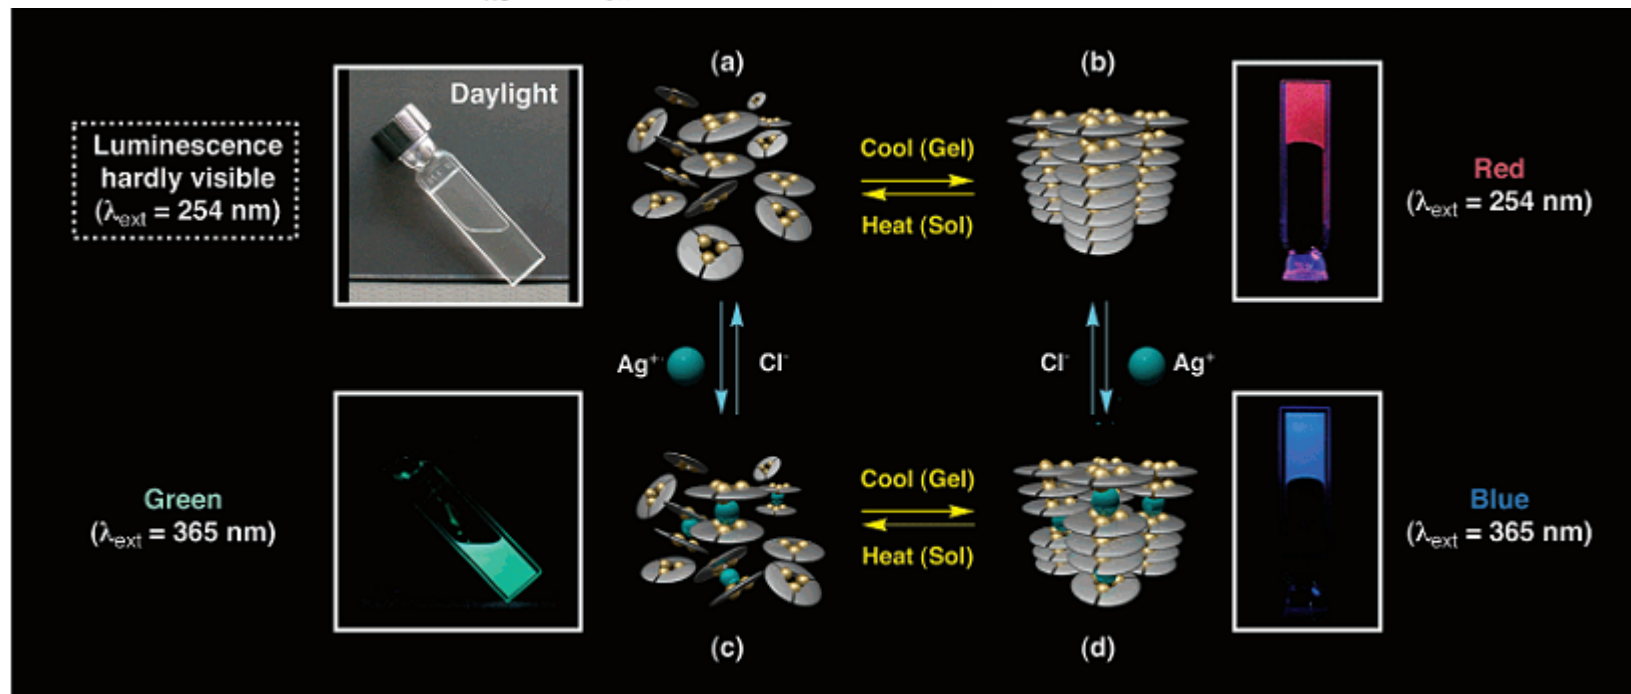 (a)
(b)
Daylight
Luminescence
hardly visible
(λext = 254 nm)
Cool (Gel)
Heat (Sol)
Red
(λext = 254 nm)
Ag+
Cl-
Cl-
Ag+
Green
(λext = 365 nm)
Cool (Gel)
Heat (Sol)
Blue
(λext = 365 nm)
(c)
(d)